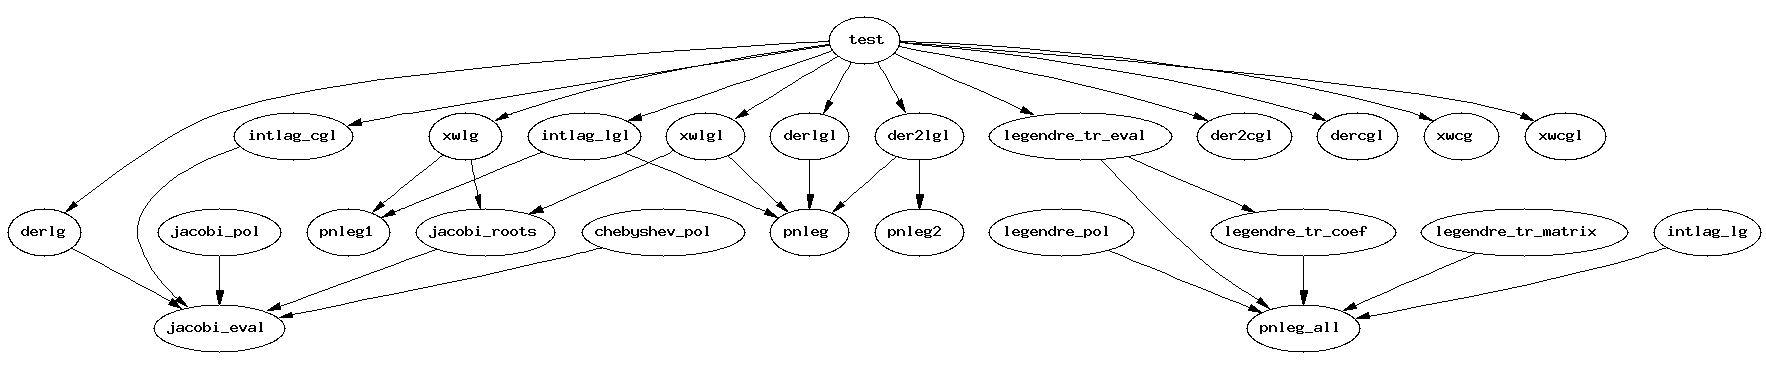 test
intlag_cgl
xwlg
intlag_lgl
xwlgl
derlgl
der2lgl
legendre_tr_eval
der2cgl
dercgl
xwcg
xwcgl
derlg
jacobi_pol
pnleg1
jacobi_roots
chebyshev_pol
pnleg
pnleg2
legendre_pol
legendre_tr_coef
legendre_tr_matrix
intlag_lg
jacobi_eval
pnleg_all